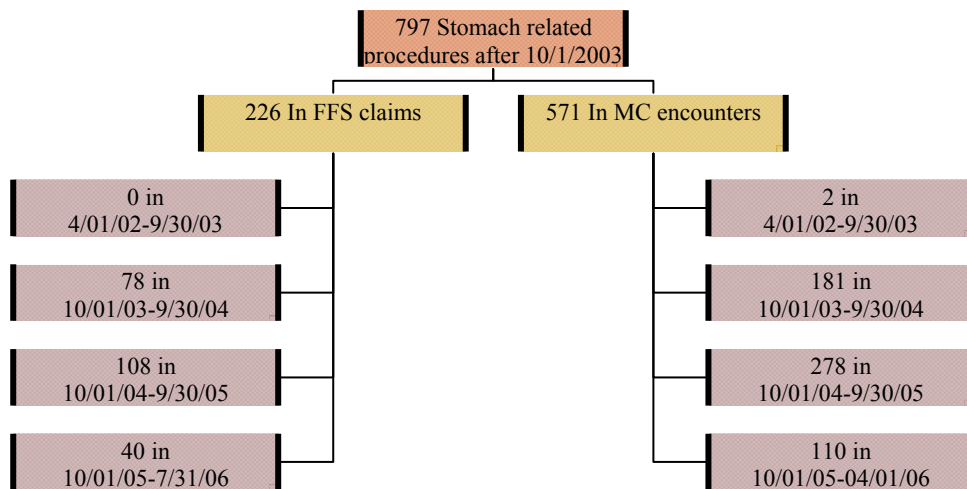 797 Stomach related
procedures after 10/1/2003
226 In FFS claims
571 In MC encounters
0 in
4/01/02-9/30/03
78 in
10/01/03-9/30/04
108 in
10/01/04-9/30/05
40 in
10/01/05-7/31/06
2 in
4/01/02-9/30/03
181 in
10/01/03-9/30/04
278 in
10/01/04-9/30/05
110 in
10/01/05-04/01/06